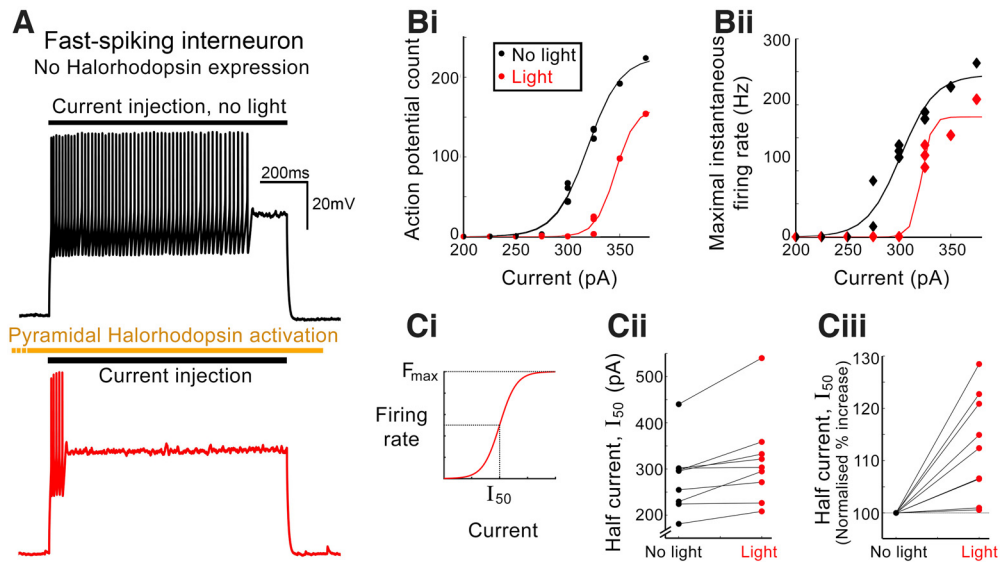 A
Fast-spiking interneuron
No Halorhodopsin expression
Current injection, no light
200ms
20mV
Pyramidal Halorhodopsin activation
Current injection
Bi
Action potential count
200
100
0
No light
Light
200
250
300
350
Current (pA)
Bii
Maximal instantaneous
firing rate (Hz)
300
200
100
0
200
250
300
350
Current (pA)
Ci
Fmax
Firing
rate
I50
Current
Cii
Half current, I50 (pA)
500
400
300
200
No light
Light
Ciii
Half current, I50
(Normalised % increase)
130
120
110
100
No light
Light